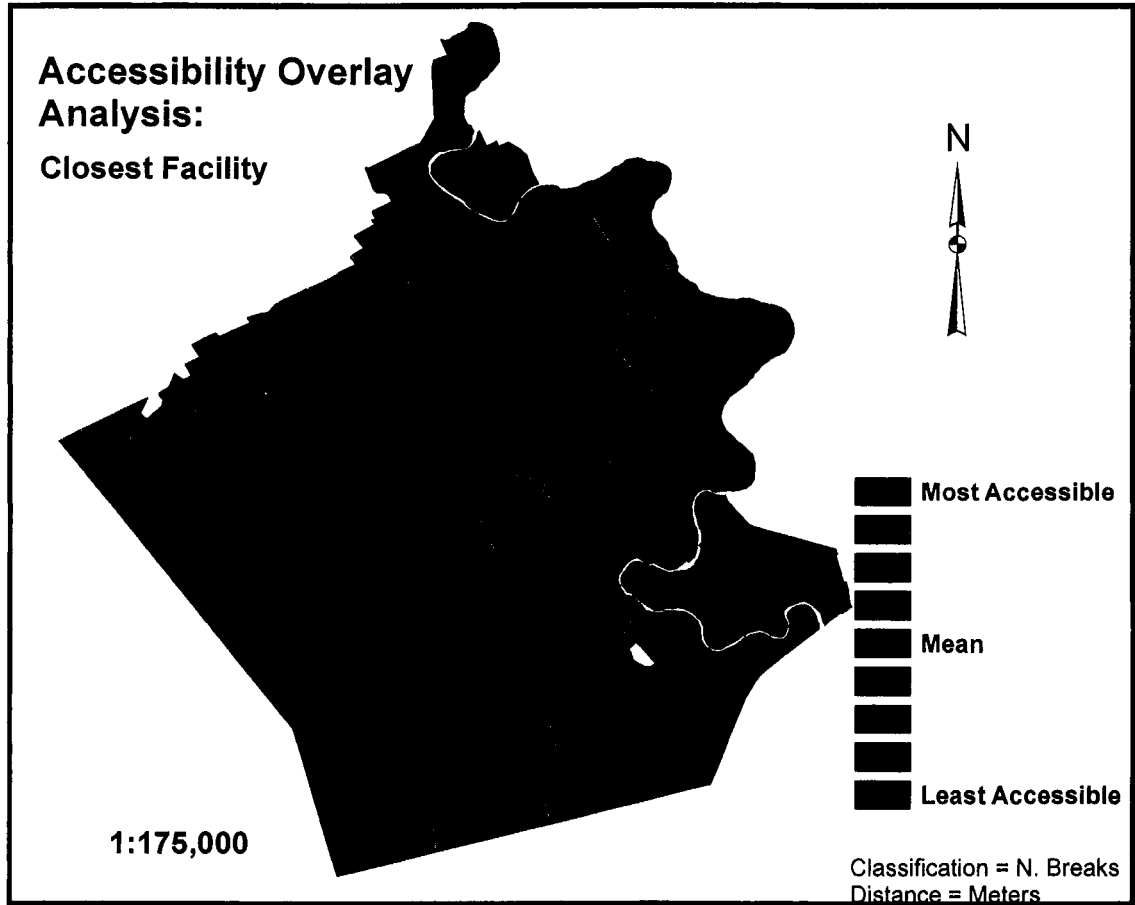 Accessibility Overlay
Analysis:
Closest Facility
N
Most Accessible
Mean
Least Accessible
1:175,000
Classification = N. Breaks
Distance = Meters